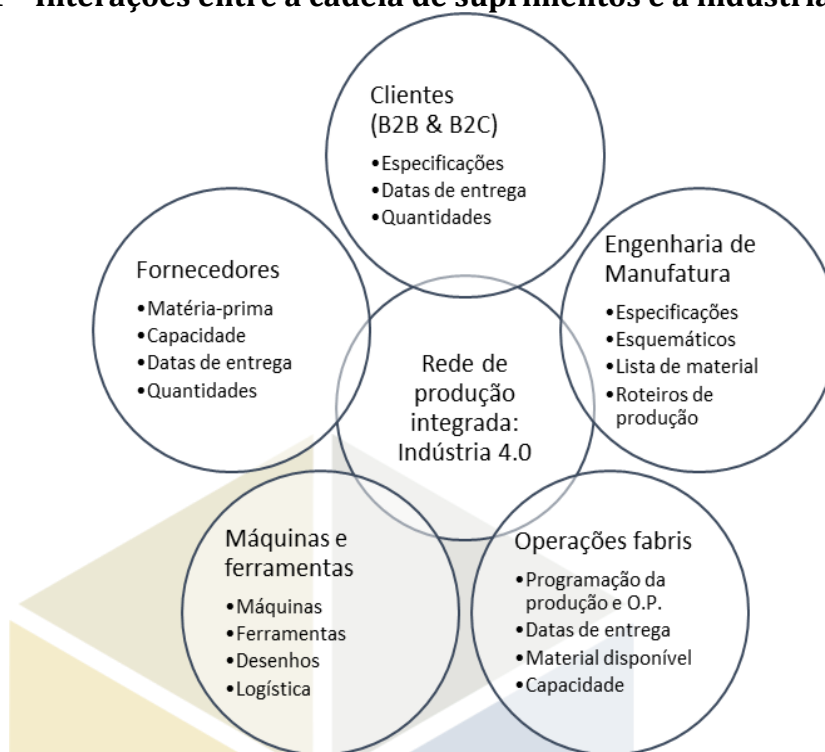 Interações entre a cadeia de suprimentos e a indústria
Clientes
(B2B & B2C)
•Especificações
•Datas de entrega
•Quantidades
Fornecedores
•Matéria-prima
•Capacidade
•Datas de entrega
•Quantidades
Engenharia de
Manufatura
•Especificações
•Esquemáticos
•Lista de material
•Roteiros de
produção
Rede de
produção
integrada:
Indústria 4.0
Máquinas e
ferramentas
•Máquinas
•Ferramentas
•Desenhos
•Logística
Operações fabris
•Programação da
produção e O.P.
•Datas de entrega
•Material disponível
•Capacidade